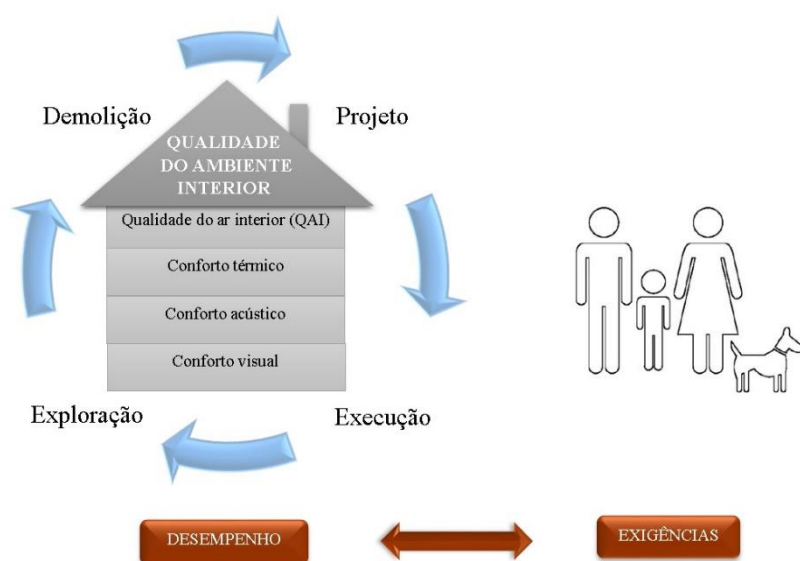 Demolição
Projeto
QUALIDADE
DO AMBIENTE
INTERIOR
Qualidade do ar interior (QAI)
Conforto térmico
Conforto acústico
Conforto visual
Exploração
Execução
DESEMPENHO
EXIGÊNCIAS